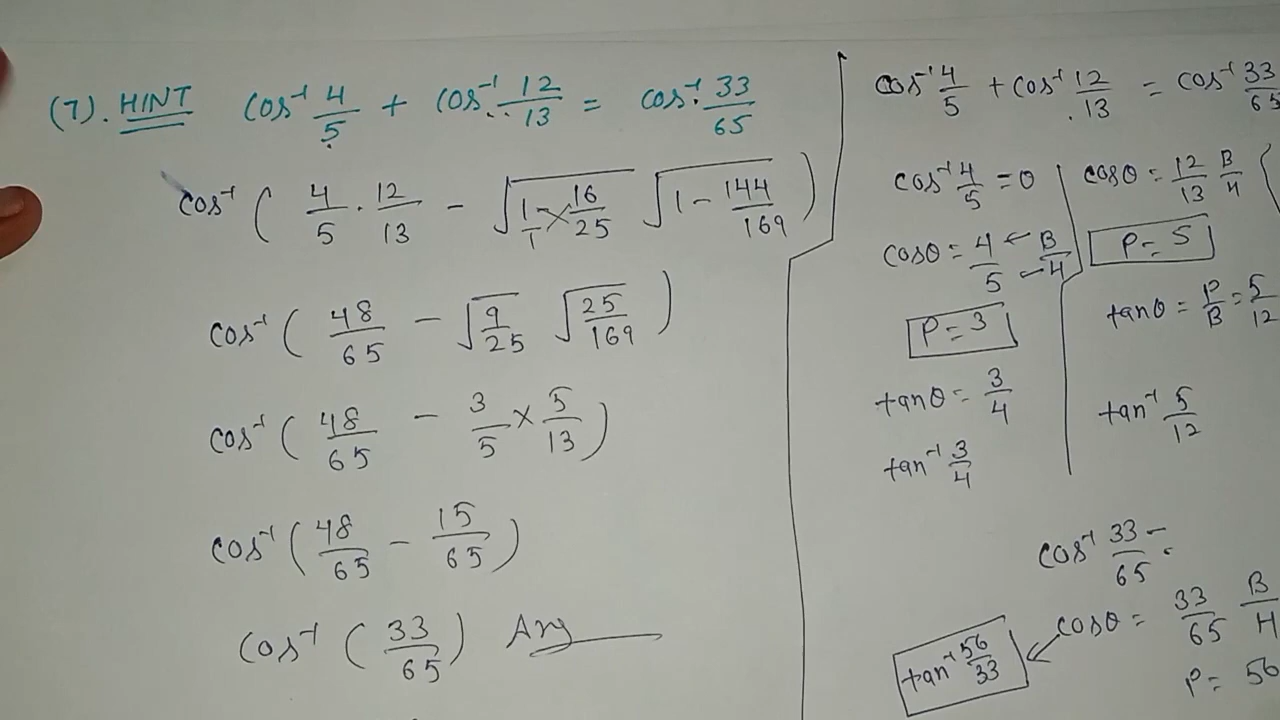 (7). HINT cos⁻¹ 4/5 + cos⁻¹ 12/13 = cos⁻¹ 33/65
cos⁻¹ ( 4/5 . 12/13 - √(1/1 - 16/25) √(1 - 144/169) )
cos⁻¹ ( 48/65 - √(9/25) √(25/169) )
cos⁻¹ ( 48/65 - 3/5 × 5/13 )
cos⁻¹ ( 48/65 - 15/65 )
cos⁻¹ ( 33/65 ) Ans
cos⁻¹ 4/5 + cos⁻¹ 12/13 = cos⁻¹ 33/65
cos⁻¹ 4/5 = θ
cosθ = 4/5 ← B/H
P = 3
tanθ = 3/4
tan⁻¹ 3/4
cosθ = 12/13 B/H
P = 5
tanθ = P/B = 5/12
tan⁻¹ 5/12
cos⁻¹ 33/65 =
cosθ = 33/65 B/H
P = 56
tan⁻¹ 56/33